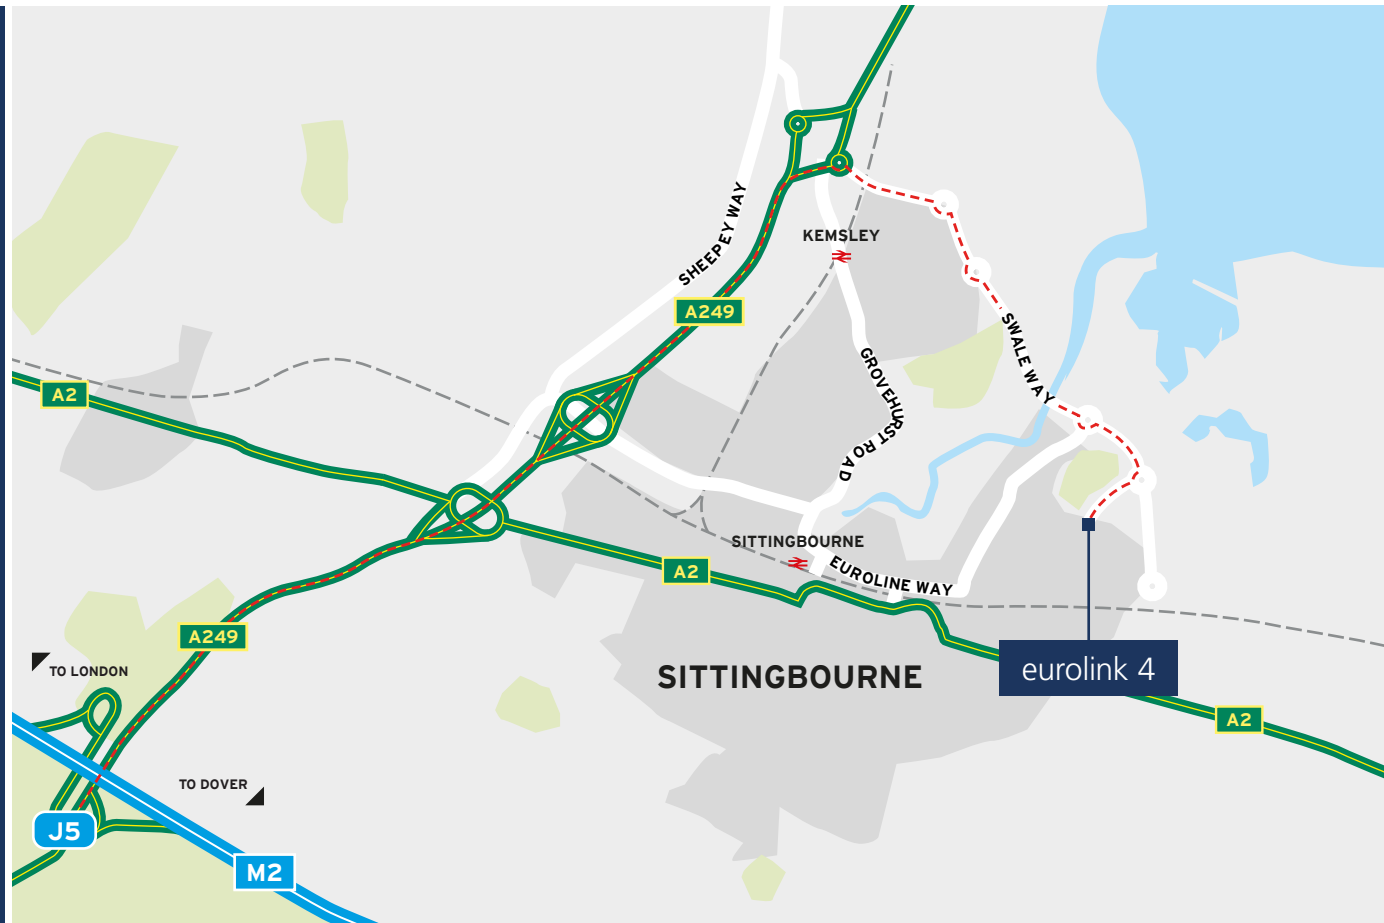 SHEEPEY WAY
KEMSLEY
A249
SWALE WAY
GROVEHURST ROAD
A2
SITTINGBOURNE
EUROLINE WAY
A2
A249
TO LONDON
SITTINGBOURNE
eurolink 4
A2
TO DOVER
J5
M2